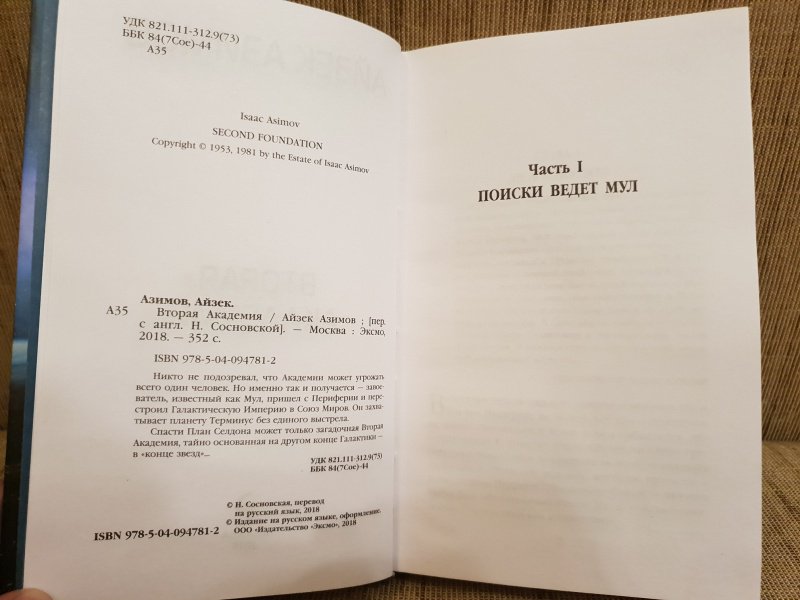 УДК 821.111-312.9(73)
ББК 84(7Сое)-44
А35
Isaac Asimov
SECOND FOUNDATION
Copyright © 1953, 1981 by the Estate of Isaac Asimov
Азимов, Айзек.
А35 Вторая Академия / Айзек Азимов ; [пер.
с англ. Н. Сосновской]. — Москва : Эксмо,
2018. — 352 с.
ISBN 978-5-04-094781-2
Никто не подозревал, что Академии может угрожать
всего один человек. Но именно так и получается — завое-
ватель, известный как Мул, пришел с Периферии и пере-
строил Галактическую Империю в Союз Миров. Он захва-
тывает планету Терминус без единого выстрела.
Спасти План Селдона может только загадочная Вторая
Академия, тайно основанная на другом конце Галактики —
в «конце звезд»...
УДК 821.111-312.9(73)
ББК 84(7Сое)-44
© Н. Сосновская, перевод
на русский язык, 2018
© Издание на русском языке, оформление.
ISBN 978-5-04-094781-2 ООО «Издательство «Эксмо», 2018
Часть I
ПОИСКИ ВЕДЕТ МУЛ